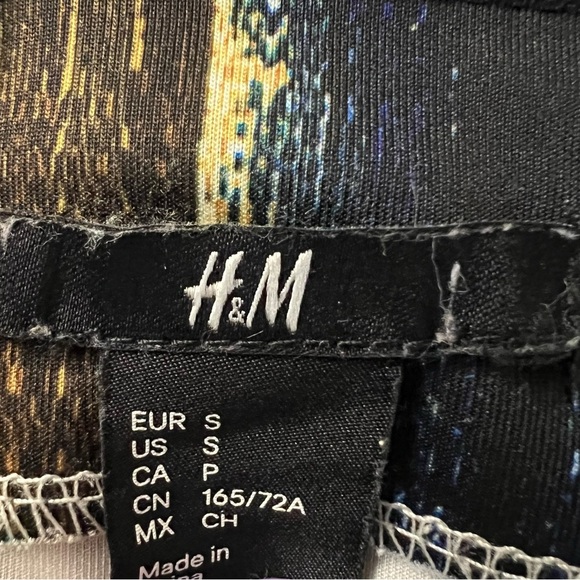 H&M
EUR S
US S
CA P
CN 165/72A
MX CH
Made in